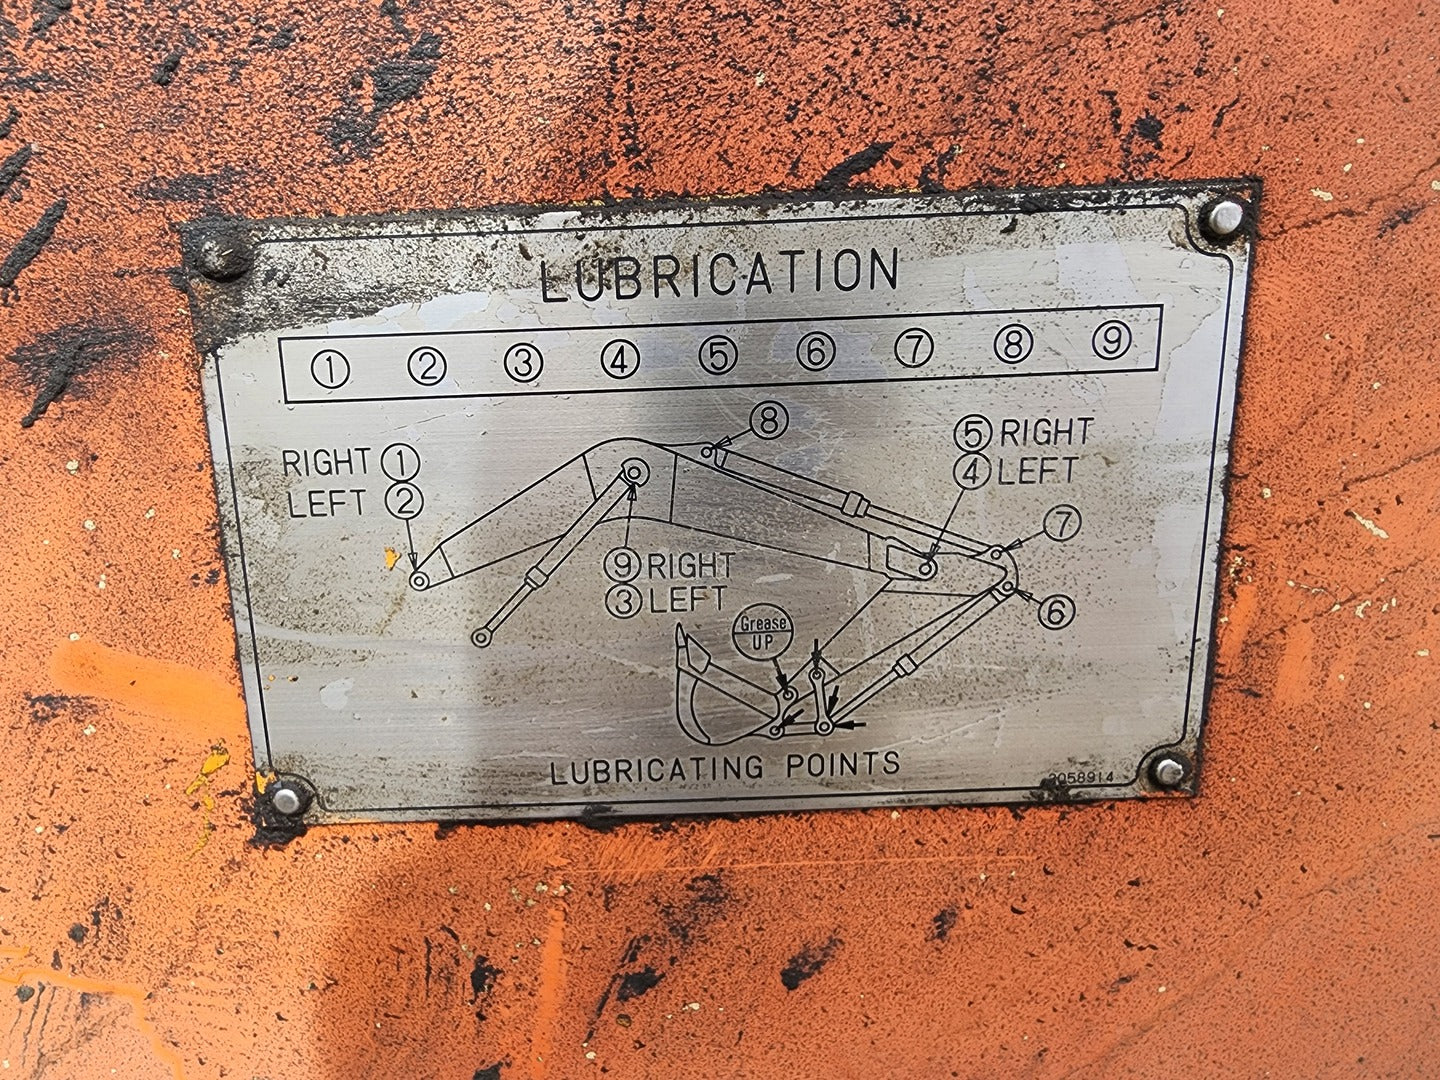 LUBRICATION
① ② ③ ④ ⑤ ⑥ ⑦ ⑧ ⑨
⑧
RIGHT ①
LEFT ②
⑤ RIGHT
④ LEFT
⑦
⑨ RIGHT
③ LEFT
⑥
Grease
UP
LUBRICATING POINTS